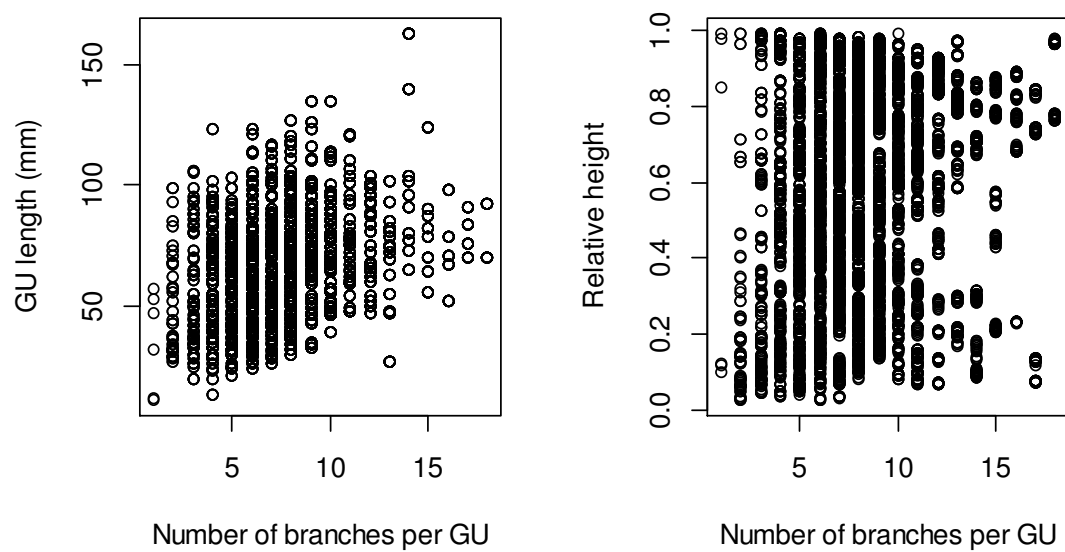 GU length (mm)
150
100
50
5 10 15
Number of branches per GU
Relative height
1.0
0.8
0.6
0.4
0.2
0.0
5 10 15
Number of branches per GU